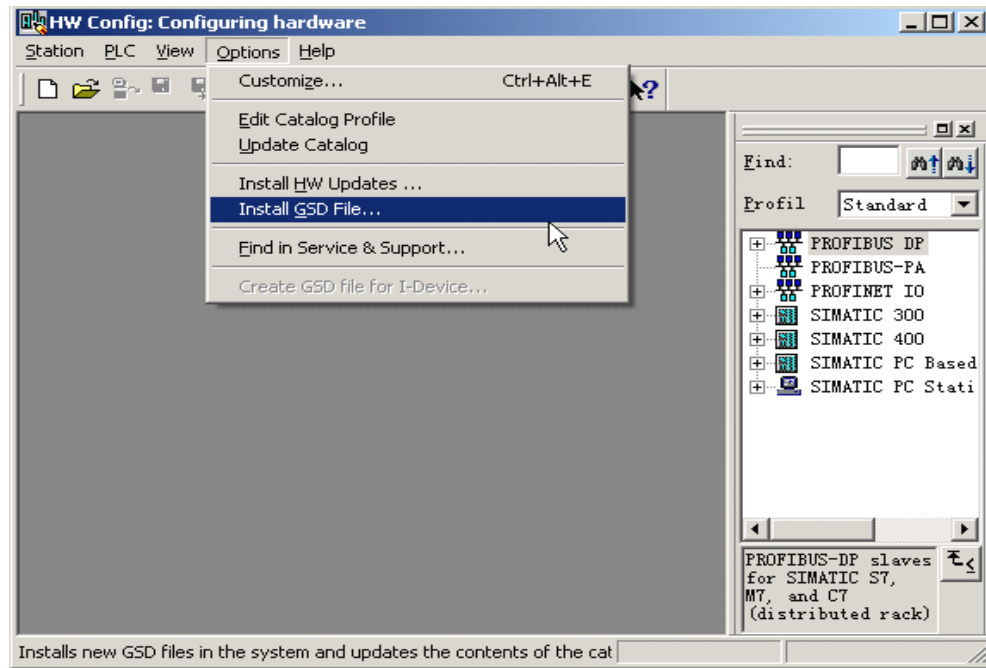 HW Config: Configuring hardware
Station PLC View Options Help
Customize... Ctrl+Alt+E
Edit Catalog Profile
Update Catalog
Install HW Updates ...
Install GSD File...
Find in Service & Support...
Create GSD file for I-Device...
Find:
Profil Standard
PROFIBUS DP
PROFIBUS-PA
PROFINET IO
SIMATIC 300
SIMATIC 400
SIMATIC PC Based
SIMATIC PC Stati
PROFIBUS-DP slaves
for SIMATIC S7,
M7, and C7
(distributed rack)
Installs new GSD files in the system and updates the contents of the cat